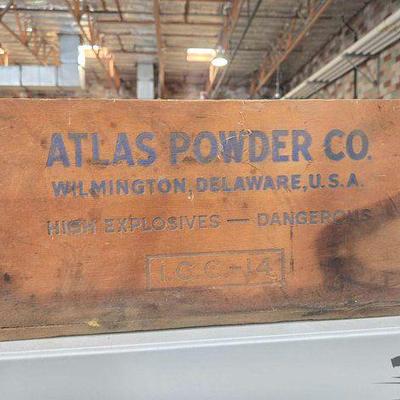 ATLAS POWDER CO.
WILMINGTON, DELAWARE, U.S.A.
HIGH EXPLOSIVES — DANGEROUS
I.C.C.-14